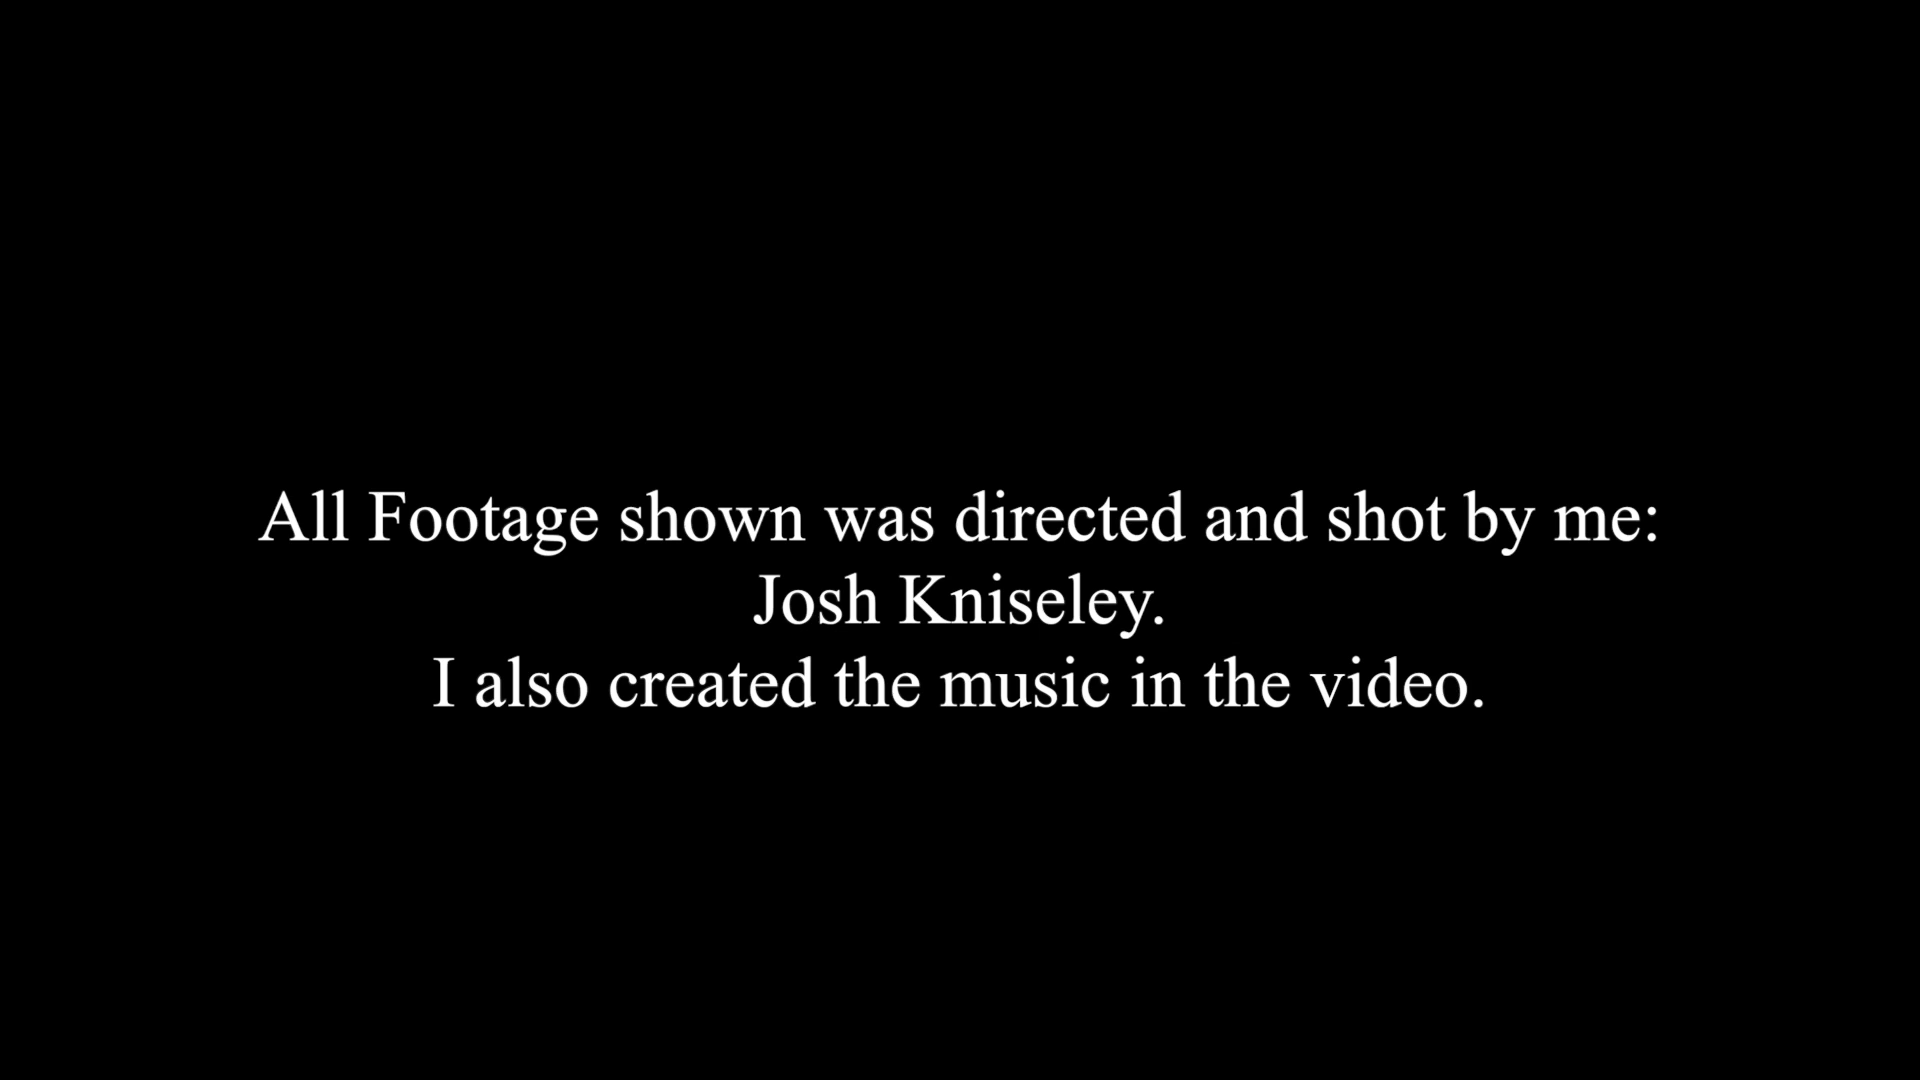 All Footage shown was directed and shot by me:
Josh Kniseley.
I also created the music in the video.